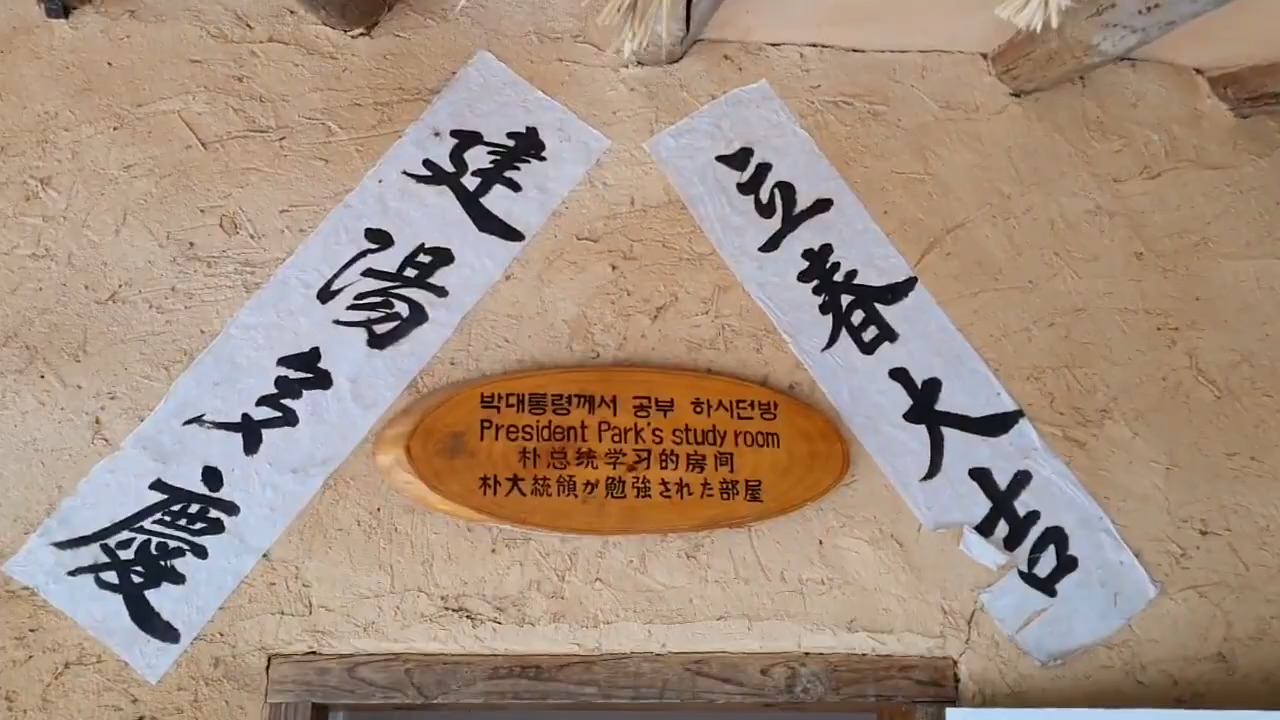 立春大吉
建陽多慶
박대통령께서 공부 하시던방
President Park's study room
朴总统学习的房间
朴大統領が勉強された部屋